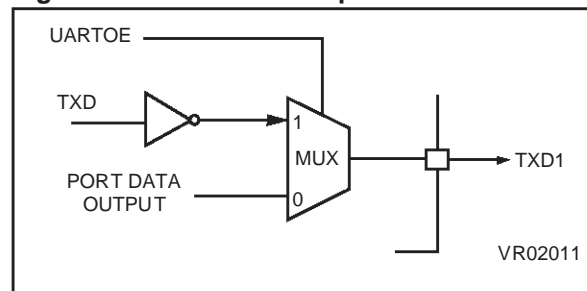 UARTOE
TXD
1
MUX
TXD1
PORT DATA
OUTPUT
0
VR02011